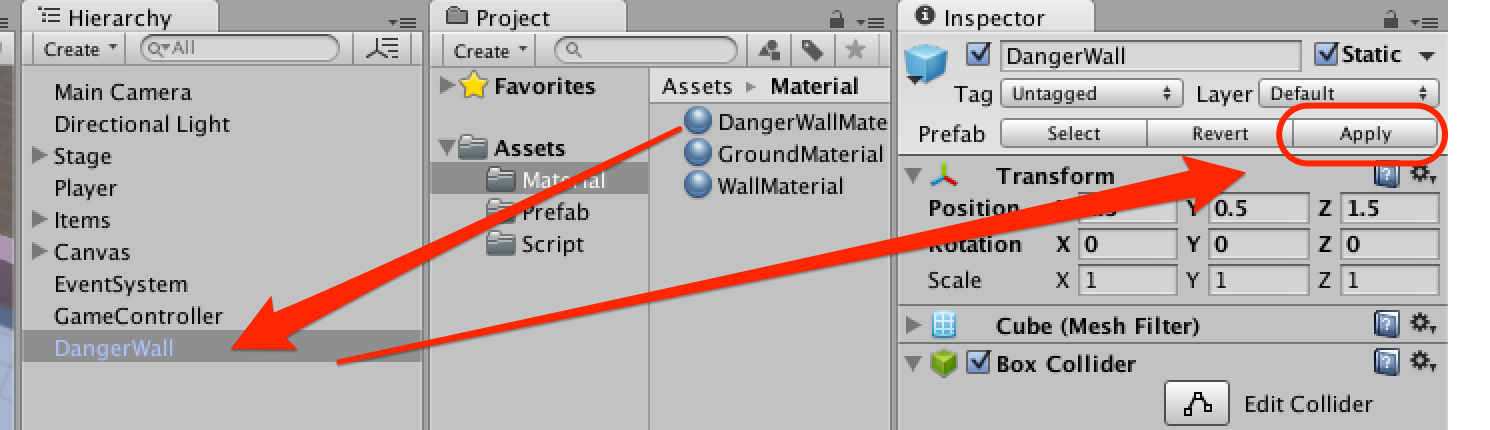 Hierarchy
Create
All
Main Camera
Directional Light
Stage
Player
Items
Canvas
EventSystem
GameController
DangerWall
Project
Create
Favorites
Assets
Material
Prefab
Script
Assets Material
DangerWallMate
GroundMaterial
WallMaterial
Inspector
DangerWall Static
Tag Untagged Layer Default
Prefab Select Revert Apply
Transform
Position Y 0.5 Z 1.5
Rotation X 0 Y 0 Z 0
Scale X 1 Y 1 Z 1
Cube (Mesh Filter)
Box Collider
Edit Collider